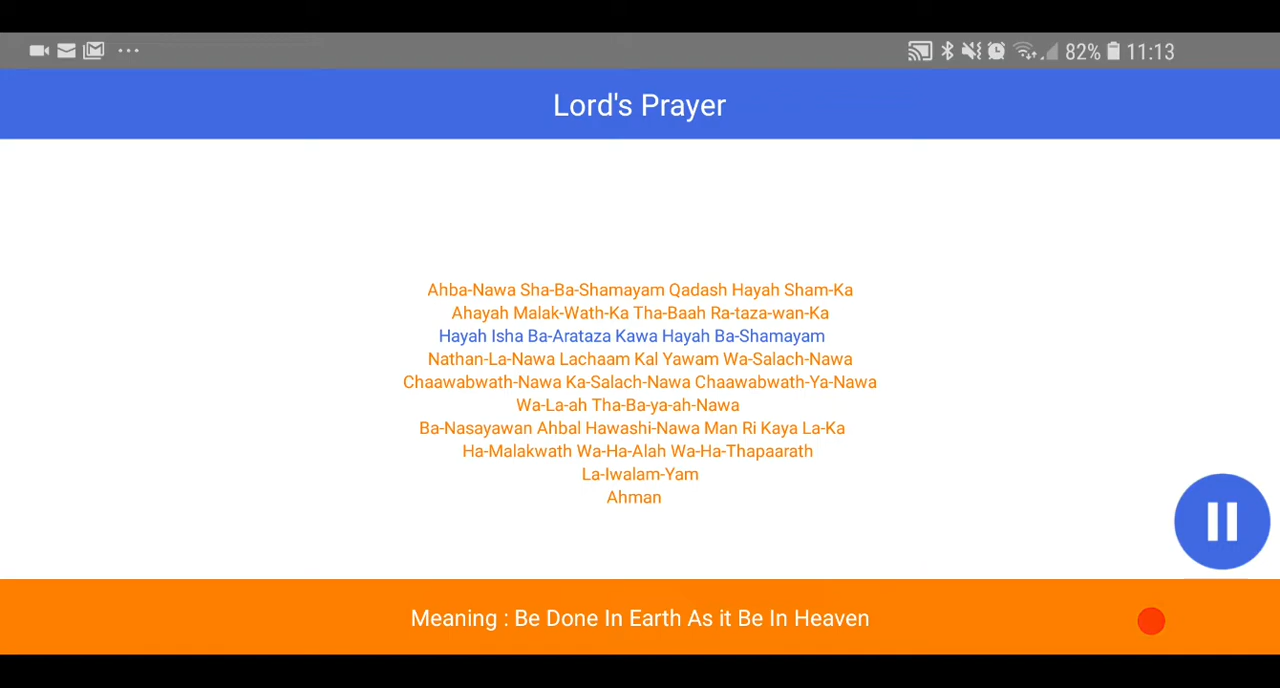 82% 11:13
Lord's Prayer
Ahba-Nawa Sha-Ba-Shamayam Qadash Hayah Sham-Ka
Ahayah Malak-Wath-Ka Tha-Baah Ra-taza-wan-Ka
Hayah Isha Ba-Arataza Kawa Hayah Ba-Shamayam
Nathan-La-Nawa Lachaam Kal Yawam Wa-Salach-Nawa
Chaawabwath-Nawa Ka-Salach-Nawa Chaawabwath-Ya-Nawa
Wa-La-ah Tha-Ba-ya-ah-Nawa
Ba-Nasayawan Ahbal Hawashi-Nawa Man Ri Kaya La-Ka
Ha-Malakwath Wa-Ha-Alah Wa-Ha-Thapaarath
La-Iwalam-Yam
Ahman
Meaning : Be Done In Earth As it Be In Heaven